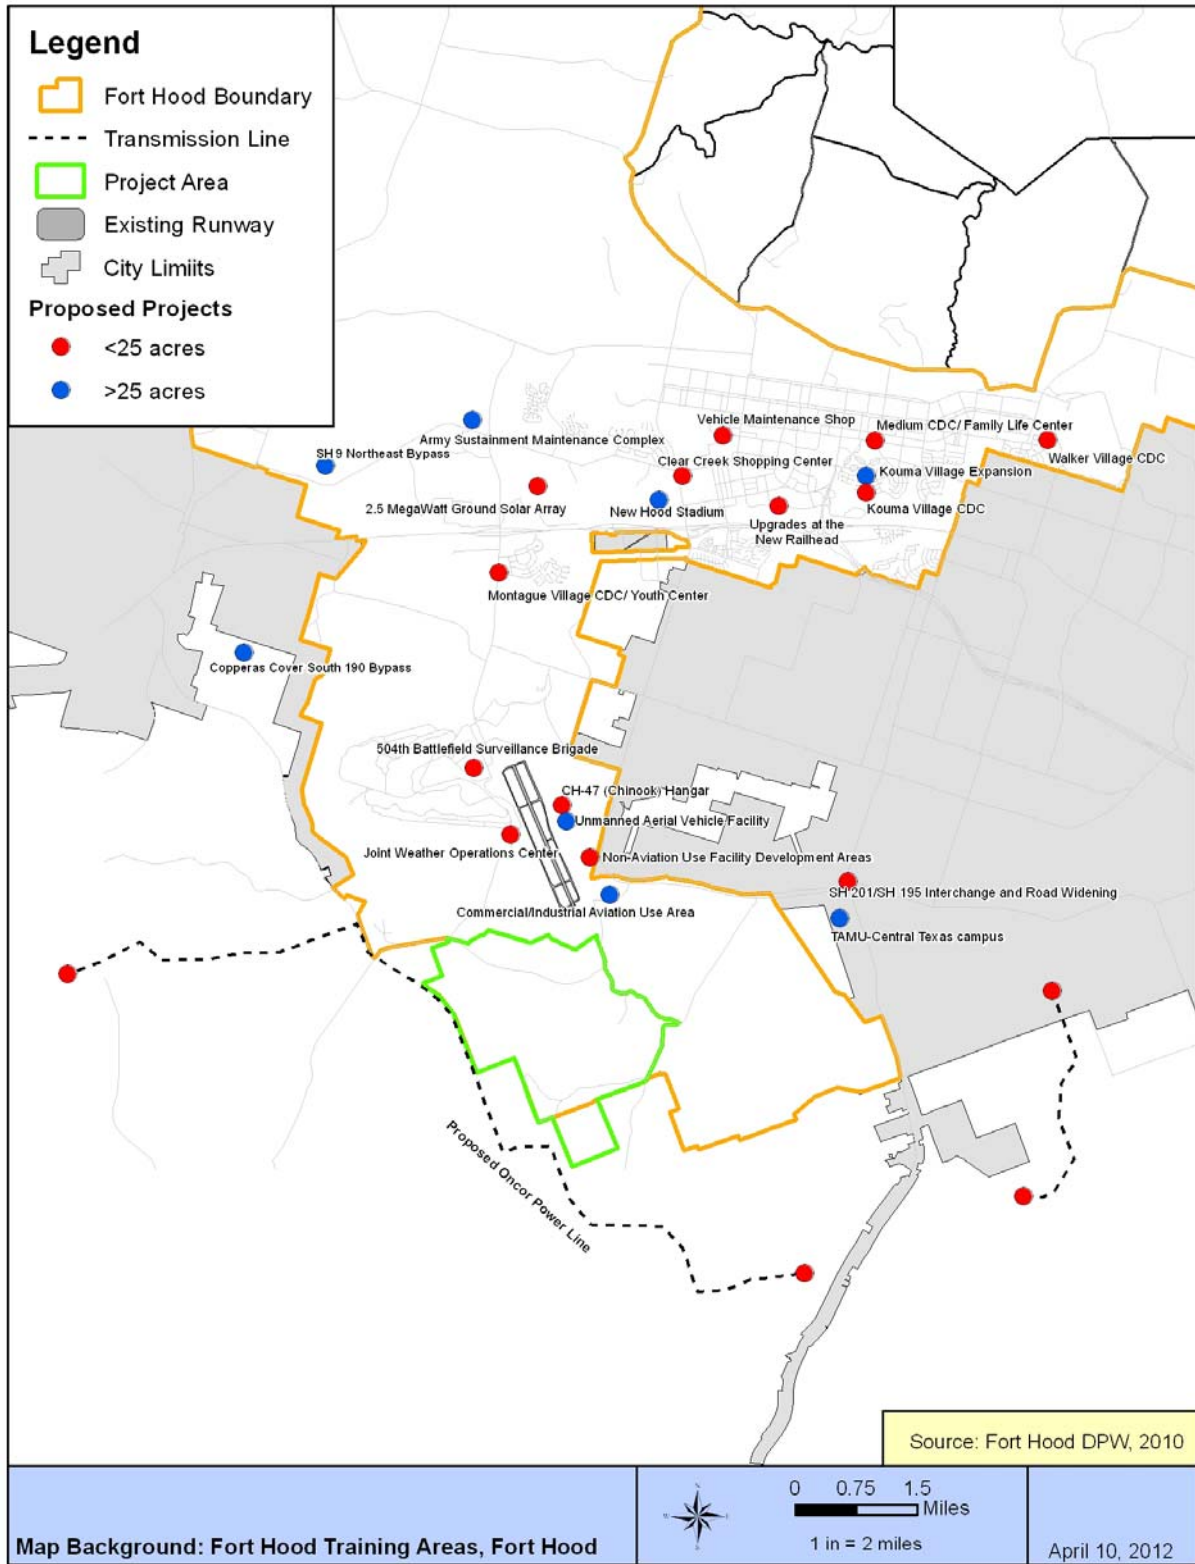 Legend
Fort Hood Boundary
Transmission Line
Project Area
Existing Runway
City Limiits
Proposed Projects
<25 acres
>25 acres
Army Sustainment Maintenance Complex
SH 9 Northeast Bypass
2.5 MegaWatt Ground Solar Array
Vehicle Maintenance Shop
Clear Creek Shopping Center
New Hood Stadium
Medium CDC/ Family Life Center
Walker Village CDC
Kouma Village Expansion
Kouma Village CDC
Upgrades at the
New Railhead
Montague Village CDC/ Youth Center
Copperas Cover South 190 Bypass
504th Battlefield Surveillance Brigade
CH-47 (Chinook) Hangar
Unmanned Aerial Vehicle Facility
Joint Weather Operations Center
Non-Aviation Use Facility Development Areas
SH 201/SH 195 Interchange and Road Widening
Commercial/Industrial Aviation Use Area
TAMU-Central Texas campus
Proposed Oncor Power Line
Source: Fort Hood DPW, 2010
Map Background: Fort Hood Training Areas, Fort Hood
N
W
E
S
0 0.75 1.5
Miles
1 in = 2 miles
April 10, 2012